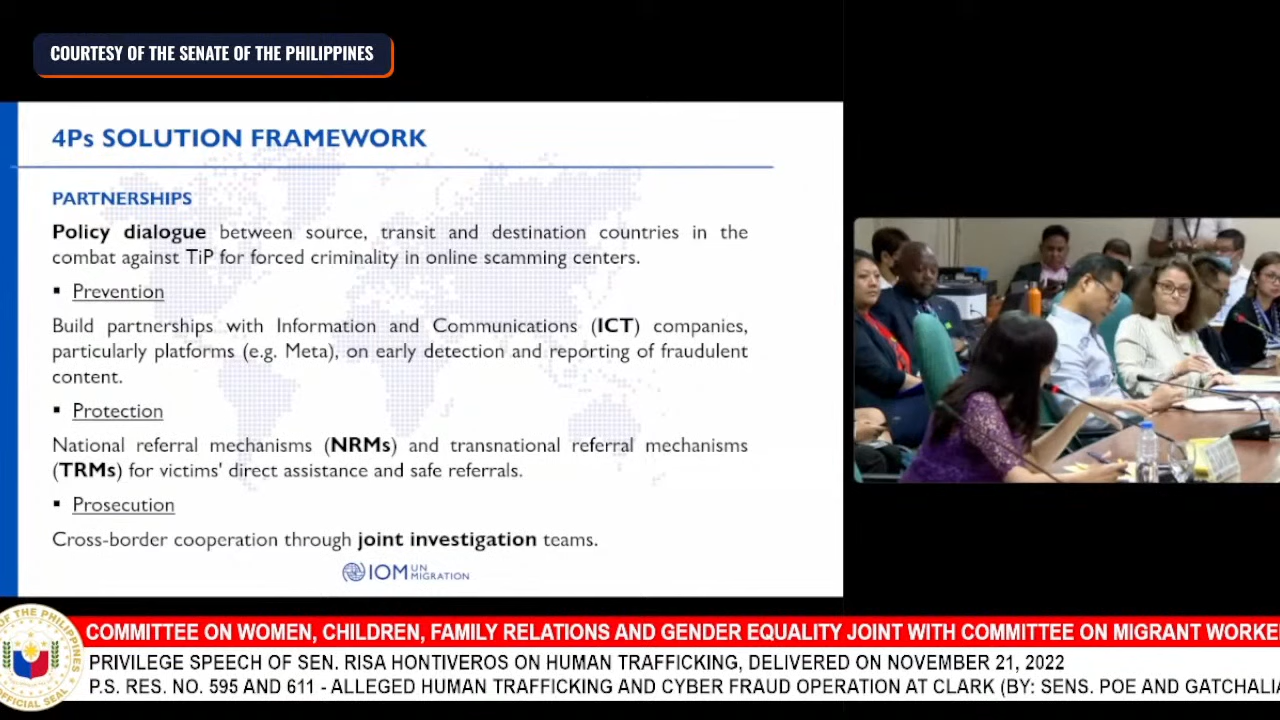 COURTESY OF THE SENATE OF THE PHILIPPINES
4Ps SOLUTION FRAMEWORK
PARTNERSHIPS
Policy dialogue between source, transit and destination countries in the
combat against TiP for forced criminality in online scamming centers.
▪ Prevention
Build partnerships with Information and Communications (ICT) companies,
particularly platforms (e.g. Meta), on early detection and reporting of fraudulent
content.
▪ Protection
National referral mechanisms (NRMs) and transnational referral mechanisms
(TRMs) for victims' direct assistance and safe referrals.
▪ Prosecution
Cross-border cooperation through joint investigation teams.
IOM UN
MIGRATION
COMMITTEE ON WOMEN, CHILDREN, FAMILY RELATIONS AND GENDER EQUALITY JOINT WITH COMMITTEE ON MIGRANT WORKE
PRIVILEGE SPEECH OF SEN. RISA HONTIVEROS ON HUMAN TRAFFICKING, DELIVERED ON NOVEMBER 21, 2022
P.S. RES. NO. 595 AND 611 - ALLEGED HUMAN TRAFFICKING AND CYBER FRAUD OPERATION AT CLARK (BY: SENS. POE AND GATCHALIA
OF THE PHILIPPINES
OFFICIAL SEAL